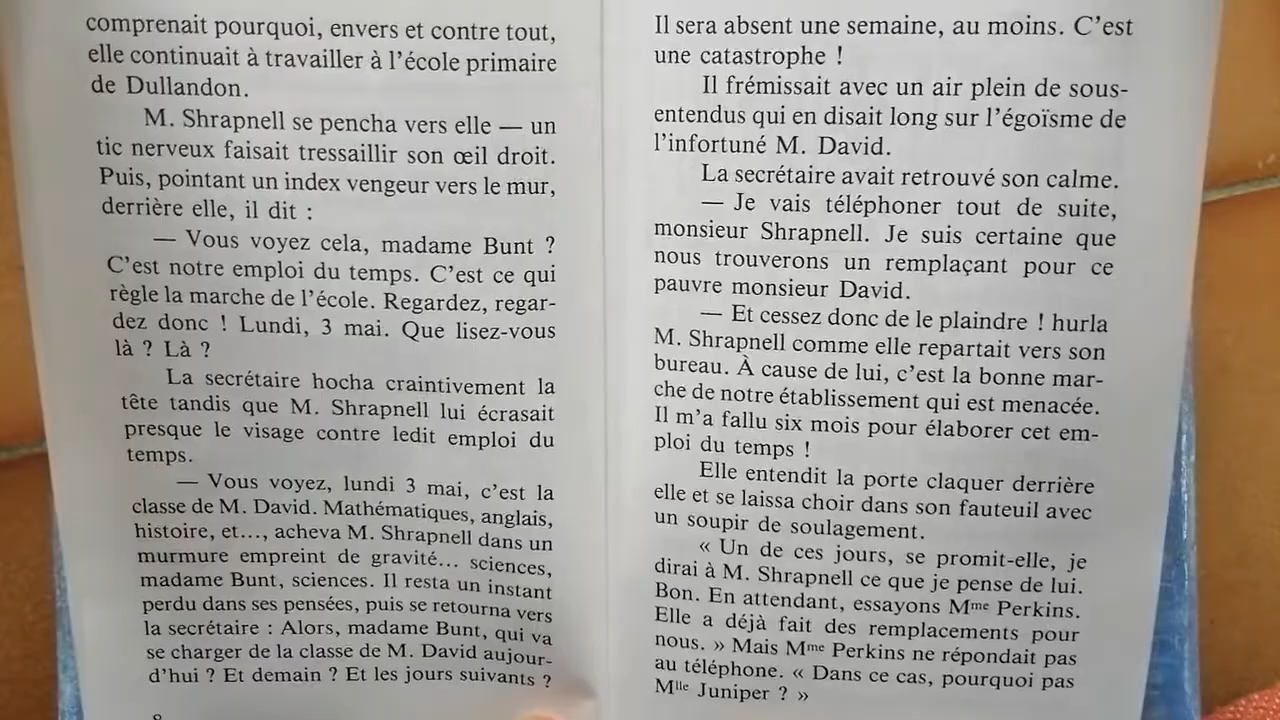 comprenait pourquoi, envers et contre tout,
elle continuait à travailler à l'école primaire
de Dullandon.
M. Shrapnell se pencha vers elle — un
tic nerveux faisait tressaillir son œil droit.
Puis, pointant un index vengeur vers le mur,
derrière elle, il dit :
— Vous voyez cela, madame Bunt ?
C'est notre emploi du temps. C'est ce qui
règle la marche de l'école. Regardez, regar-
dez donc ! Lundi, 3 mai. Que lisez-vous
là ? Là ?
La secrétaire hocha craintivement la
tête tandis que M. Shrapnell lui écrasait
presque le visage contre ledit emploi du
temps.
— Vous voyez, lundi 3 mai, c'est la
classe de M. David. Mathématiques, anglais,
histoire, et..., acheva M. Shrapnell dans un
murmure empreint de gravité... sciences,
madame Bunt, sciences. Il resta un instant
perdu dans ses pensées, puis se retourna vers
la secrétaire : Alors, madame Bunt, qui va
se charger de la classe de M. David aujour-
d'hui ? Et demain ? Et les jours suivants ?
Il sera absent une semaine, au moins. C'est
une catastrophe !
Il frémissait avec un air plein de sous-
entendus qui en disait long sur l'égoïsme de
l'infortuné M. David.
La secrétaire avait retrouvé son calme.
— Je vais téléphoner tout de suite,
monsieur Shrapnell. Je suis certaine que
nous trouverons un remplaçant pour ce
pauvre monsieur David.
— Et cessez donc de le plaindre ! hurla
M. Shrapnell comme elle repartait vers son
bureau. À cause de lui, c'est la bonne mar-
che de notre établissement qui est menacée.
Il m'a fallu six mois pour élaborer cet em-
ploi du temps !
Elle entendit la porte claquer derrière
elle et se laissa choir dans son fauteuil avec
un soupir de soulagement.
« Un de ces jours, se promit-elle, je
dirai à M. Shrapnell ce que je pense de lui.
Bon. En attendant, essayons Mme Perkins.
Elle a déjà fait des remplacements pour
nous. » Mais Mme Perkins ne répondait pas
au téléphone. « Dans ce cas, pourquoi pas
Mlle Juniper ? »